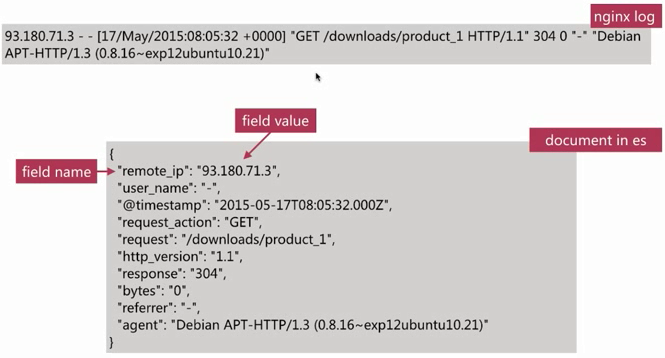 nginx log
93.180.71.3 - - [17/May/2015:08:05:32 +0000] "GET /downloads/product_1 HTTP/1.1" 304 0 "-" "Debian
APT-HTTP/1.3 (0.8.16~exp12ubuntu10.21)"
field value
document in es
field name
{
"remote_ip": "93.180.71.3",
"user_name": "-",
"@timestamp": "2015-05-17T08:05:32.000Z",
"request_action": "GET",
"request": "/downloads/product_1",
"http_version": "1.1",
"response": "304",
"bytes": "0",
"referrer": "-",
"agent": "Debian APT-HTTP/1.3 (0.8.16~exp12ubuntu10.21)"
}